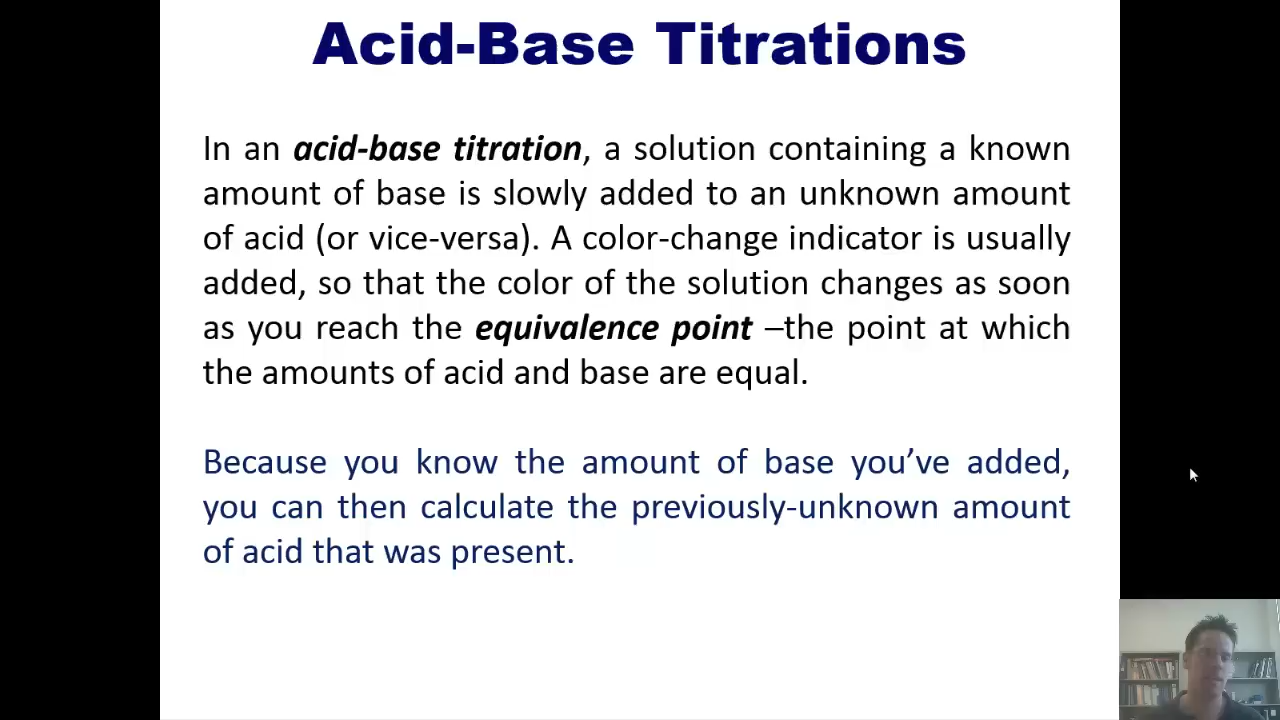 Acid-Base Titrations
In an acid-base titration, a solution containing a known
amount of base is slowly added to an unknown amount
of acid (or vice-versa). A color-change indicator is usually
added, so that the color of the solution changes as soon
as you reach the equivalence point –the point at which
the amounts of acid and base are equal.
Because you know the amount of base you’ve added,
you can then calculate the previously-unknown amount
of acid that was present.